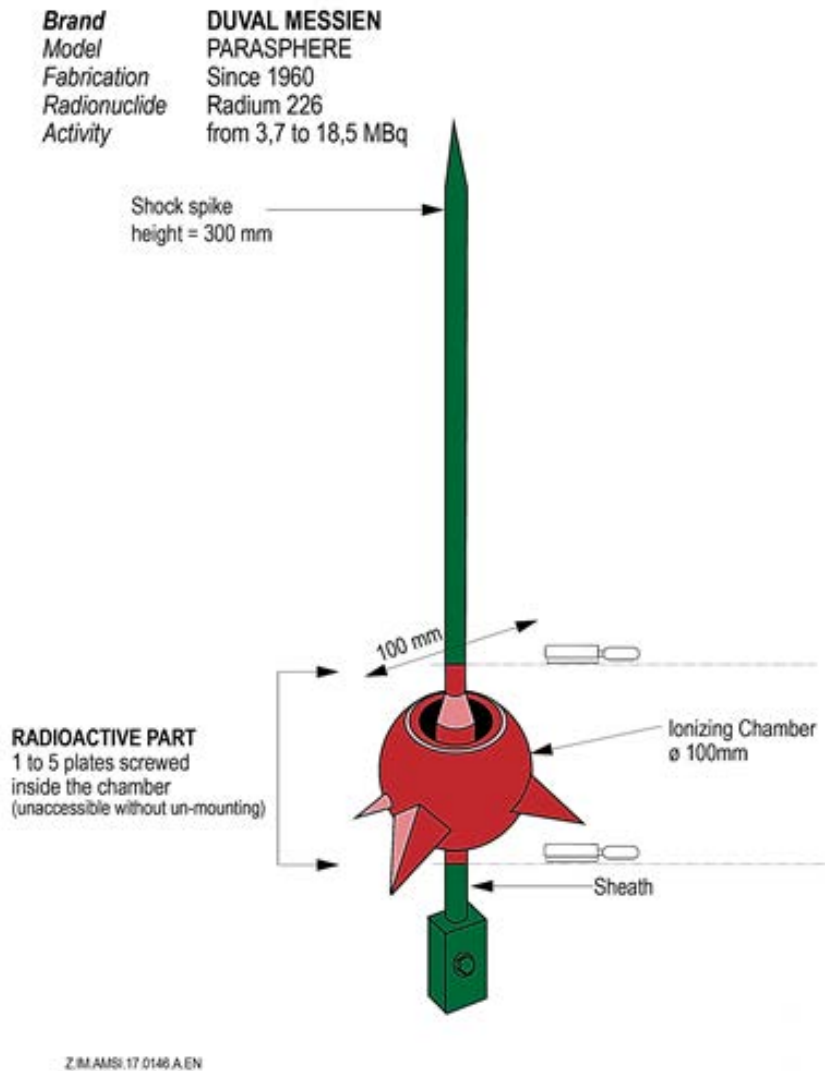 Brand DUVAL MESSIEN
Model PARASPHERE
Fabrication Since 1960
Radionuclide Radium 226
Activity from 3,7 to 18,5 MBq
Shock spike
height = 300 mm
100 mm
RADIOACTIVE PART
1 to 5 plates screwed
inside the chamber
(unaccessible without un-mounting)
Ionizing Chamber
ø 100mm
Sheath
Z.IM.AMSI.17.0146.A.EN